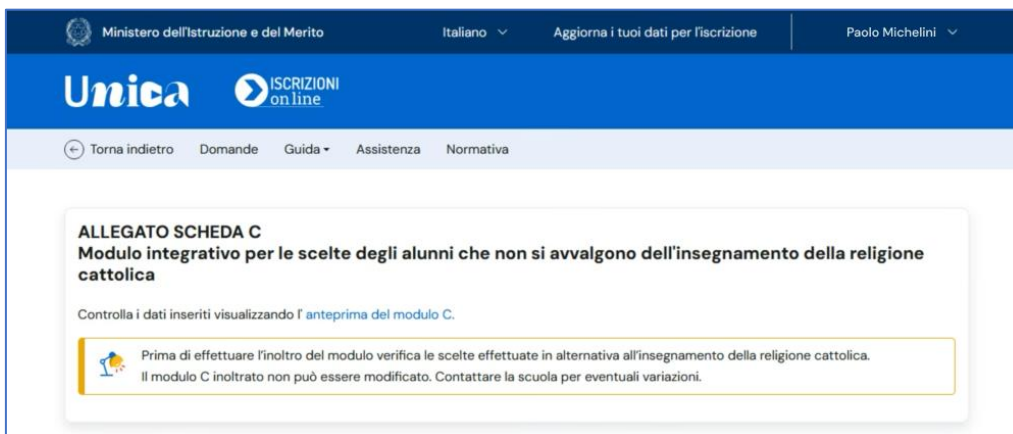 Ministero dell'Istruzione e del Merito Italiano Aggiorna i tuoi dati per l'iscrizione Paolo Michelini
Unica ISCRIZIONI
on line
Torna indietro Domande Guida Assistenza Normativa
ALLEGATO SCHEDA C
Modulo integrativo per le scelte degli alunni che non si avvalgono dell'insegnamento della religione
cattolica
Controlla i dati inseriti visualizzando l' anteprima del modulo C.
Prima di effettuare l'inoltro del modulo verifica le scelte effettuate in alternativa all'insegnamento della religione cattolica.
Il modulo C inoltrato non può essere modificato. Contattare la scuola per eventuali variazioni.